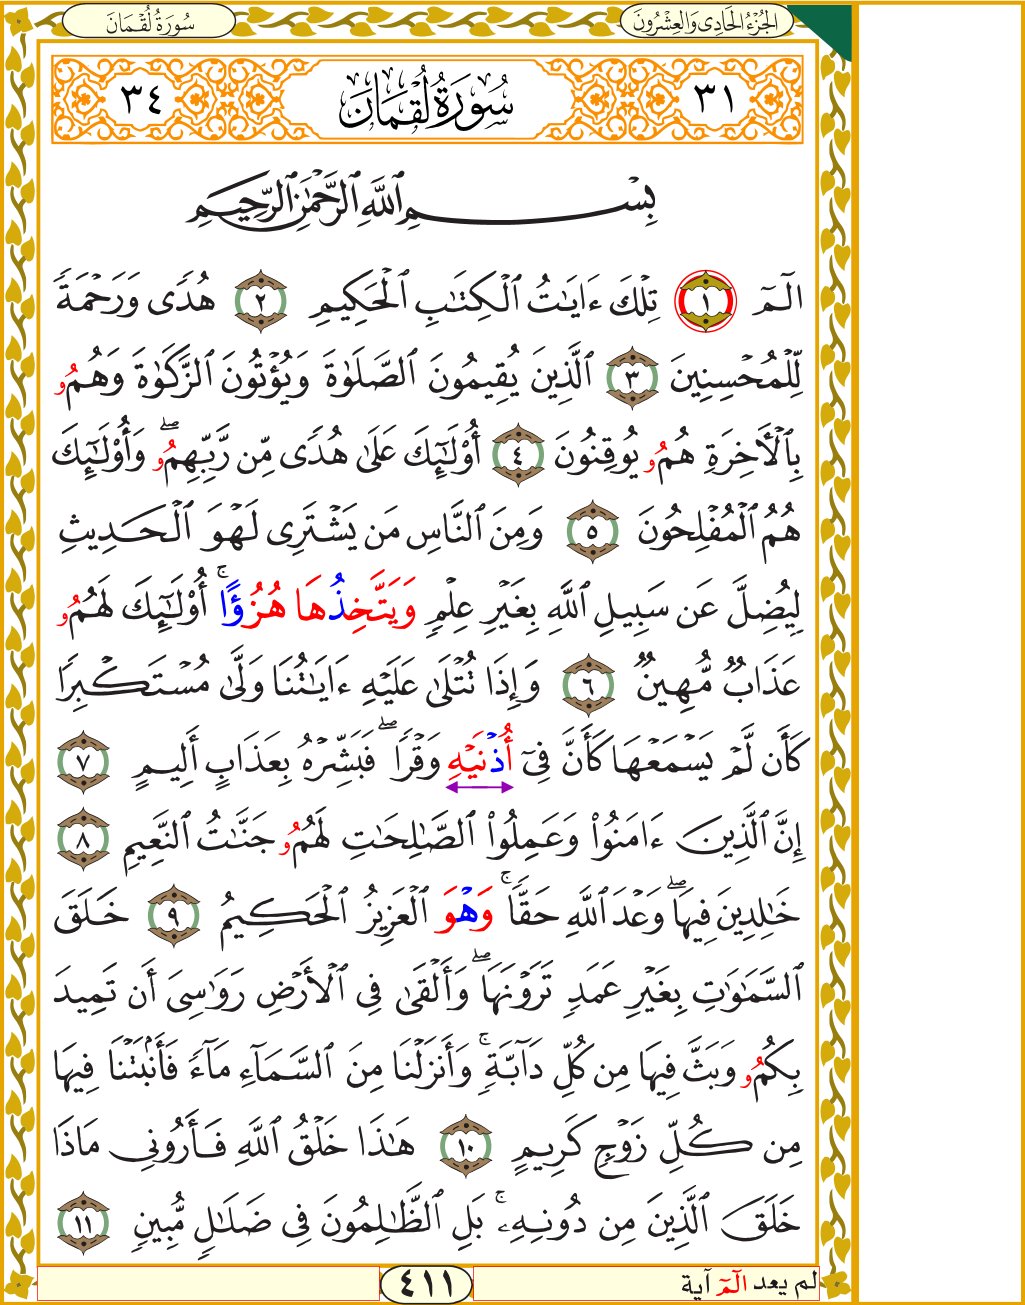 سُورَةُ لُقْمَانَ
الجُزْءُ الحَادِي وَالعِشْرُونَ
٣١ سُورَةُ لُقْمَانَ ٣٤
بِسْمِ ٱللَّهِ ٱلرَّحْمَٰنِ ٱلرَّحِيمِ
الٓمٓ ١ تِلْكَ ءَايَٰتُ ٱلْكِتَٰبِ ٱلْحَكِيمِ ٢ هُدًى وَرَحْمَةً
لِّلْمُحْسِنِينَ ٣ ٱلَّذِينَ يُقِيمُونَ ٱلصَّلَوٰةَ وَيُؤْتُونَ ٱلزَّكَوٰةَ وَهُمُو
بِٱلْأَخِرَةِ هُمُو يُوقِنُونَ ٤ أُوْلَٰٓئِكَ عَلَىٰ هُدًى مِّن رَّبِّهِمُوۖ وَأُوْلَٰٓئِكَ
هُمُ ٱلْمُفْلِحُونَ ٥ وَمِنَ ٱلنَّاسِ مَن يَشْتَرِى لَهْوَ ٱلْحَدِيثِ
لِيُضِلَّ عَن سَبِيلِ ٱللَّهِ بِغَيْرِ عِلْمٍ وَيَتَّخِذُهَا هُزُؤًاۚ أُوْلَٰٓئِكَ لَهُمُو
عَذَابٌ مُّهِينٌ ٦ وَإِذَا تُتْلَىٰ عَلَيْهِ ءَايَٰتُنَا وَلَّىٰ مُسْتَكْبِرًا
كَأَن لَّمْ يَسْمَعْهَا كَأَنَّ فِىٓ أُذْنَيْهِ وَقْرًاۖ فَبَشِّرْهُ بِعَذَابٍ أَلِيمٍ ٧
إِنَّ ٱلَّذِينَ ءَامَنُواْ وَعَمِلُواْ ٱلصَّٰلِحَٰتِ لَهُمُو جَنَّٰتُ ٱلنَّعِيمِ ٨
خَٰلِدِينَ فِيهَاۖ وَعْدَ ٱللَّهِ حَقًّاۚ وَهْوَ ٱلْعَزِيزُ ٱلْحَكِيمُ ٩ خَلَقَ
ٱلسَّمَٰوَٰتِ بِغَيْرِ عَمَدٍ تَرَوْنَهَاۖ وَأَلْقَىٰ فِى ٱلْأَرْضِ رَوَٰسِىَ أَن تَمِيدَ
بِكُمُو وَبَثَّ فِيهَا مِن كُلِّ دَآبَّةٍۚ وَأَنزَلْنَا مِنَ ٱلسَّمَآءِ مَآءً فَأَنۢبَتْنَا فِيهَا
مِن كُلِّ زَوْجٍ كَرِيمٍ ١٠ هَٰذَا خَلْقُ ٱللَّهِ فَأَرُونِى مَاذَا
خَلَقَ ٱلَّذِينَ مِن دُونِهِۦۚ بَلِ ٱلظَّٰلِمُونَ فِى ضَلَٰلٍ مُّبِينٍ ١١
لم يعد الٓمٓ آية
٤١١